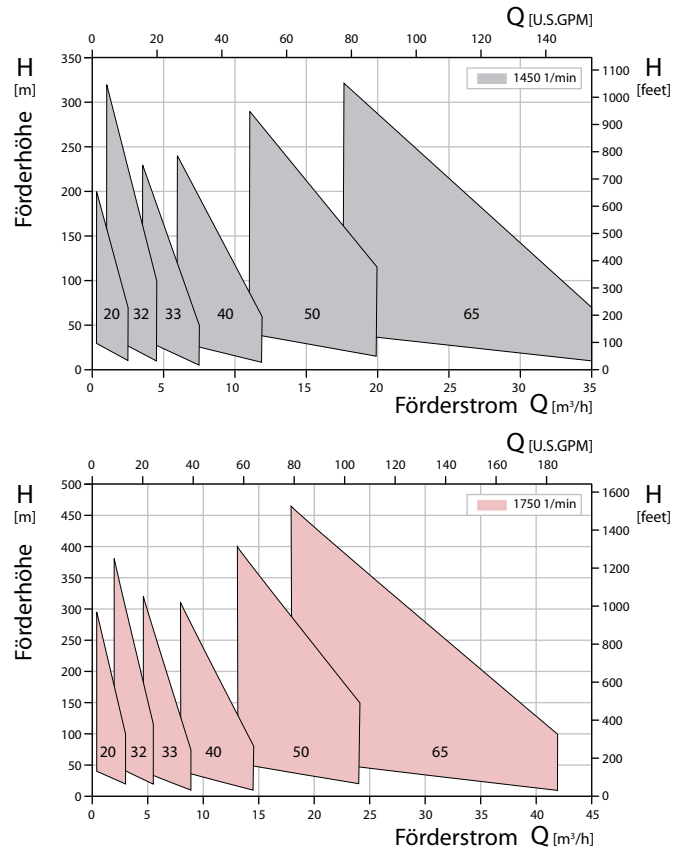 Q [U.S.GPM]
0 20 40 60 80 100 120 140
H [m]
H [feet]
Förderhöhe
1450 1/min
350
300
250
200
150
100
50
0
1100
1000
900
800
700
600
500
400
300
200
100
0
20 32 33 40 50 65
0 5 10 15 20 25 30 35
Förderstrom Q [m³/h]
Q [U.S.GPM]
0 20 40 60 80 100 120 140 160 180
H [m]
H [feet]
Förderhöhe
1750 1/min
500
450
400
350
300
250
200
150
100
50
0
1600
1400
1200
1000
800
600
400
200
0
20 32 33 40 50 65
0 5 10 15 20 25 30 35 40 45
Förderstrom Q [m³/h]